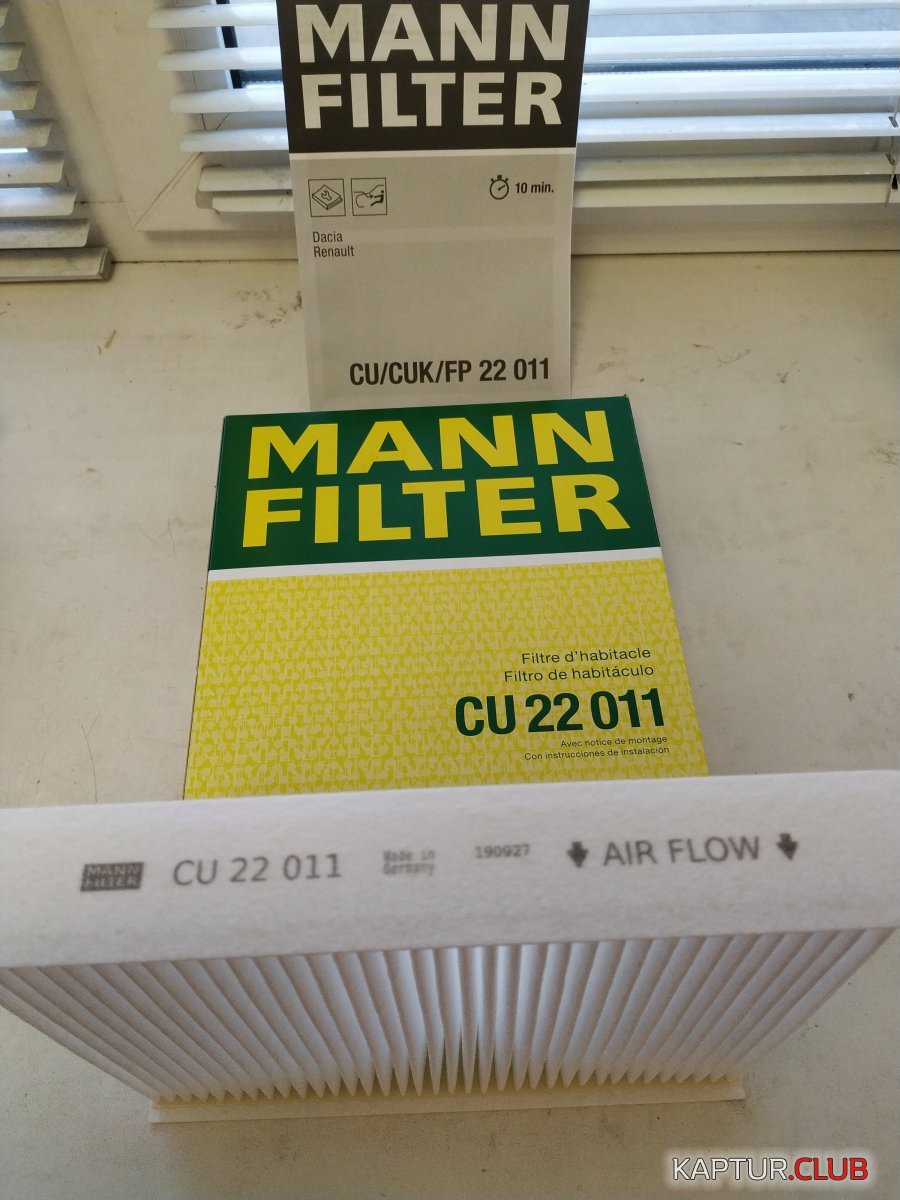 MANN
FILTER
10 min.
Dacia
Renault
CU/CUK/FP 22 011
MANN
FILTER
Filtre d'habitacle
Filtro de habitáculo
CU 22 011
Avec notice de montage
Con instrucciones de instalación
MANN
FILTER
CU 22 011
Made in
Germany
190927
AIR FLOW
KAPTUR.CLUB